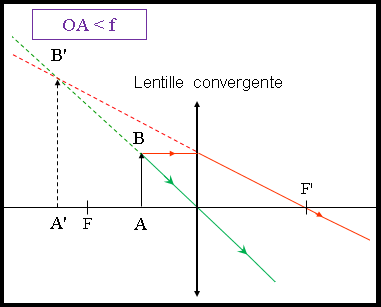 OA < f
B'
Lentille convergente
B
F'
A'
F
A